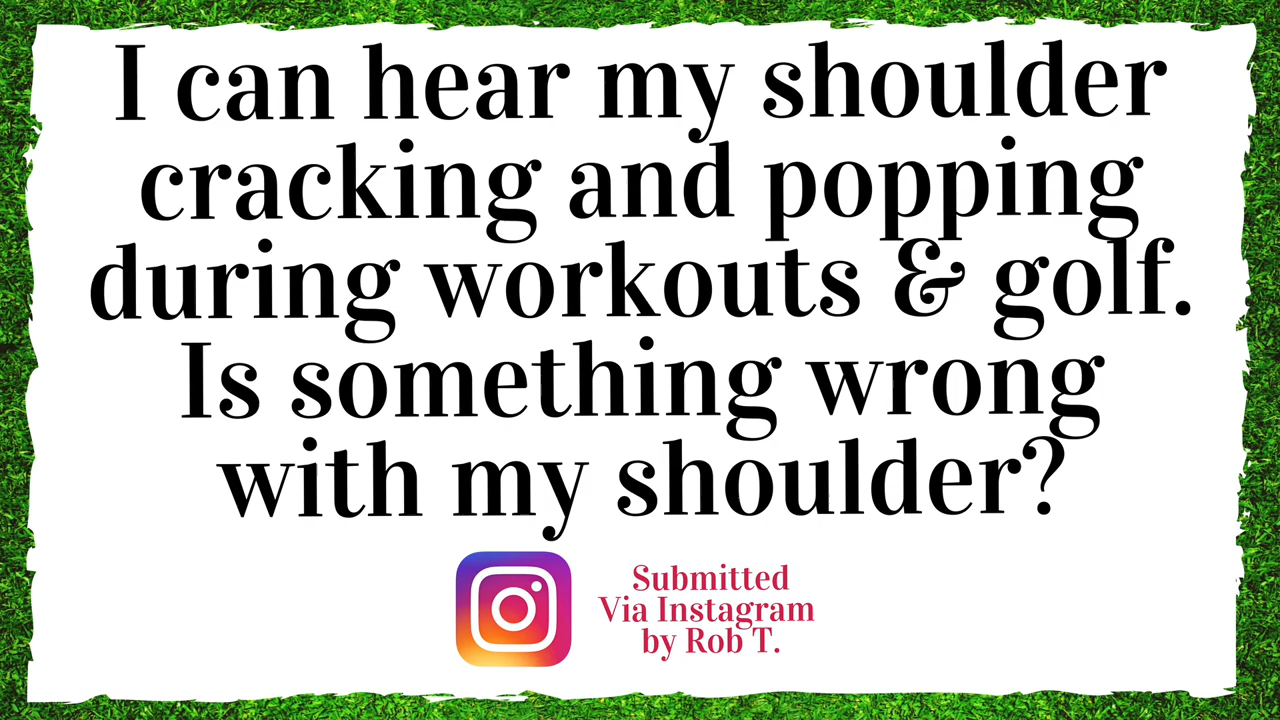 I can hear my shoulder
cracking and popping
during workouts & golf.
Is something wrong
with my shoulder?
Submitted
Via Instagram
by Rob T.